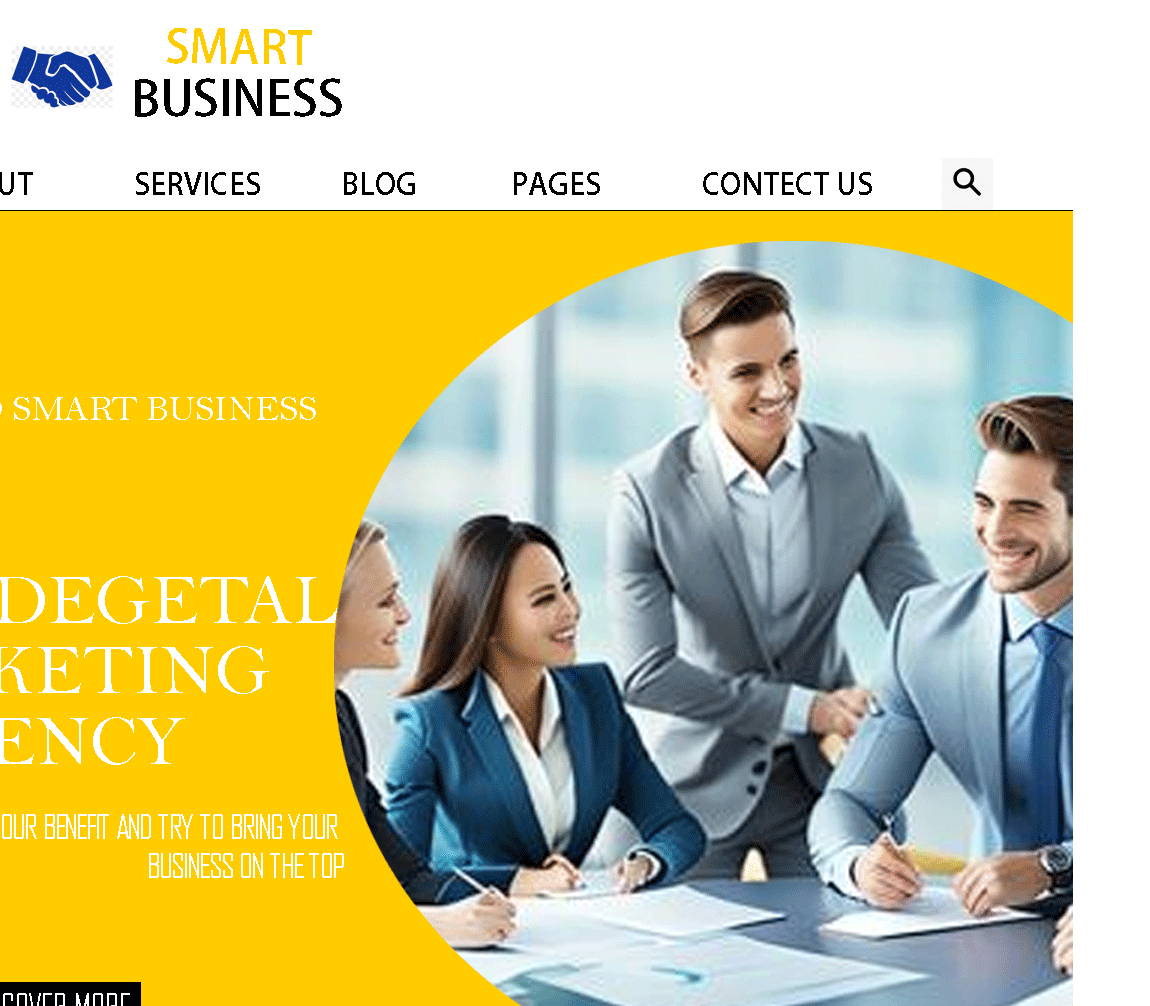 SMART
BUSINESS
UT
SERVICES
BLOG
PAGES
CONTECT US
SMART BUSINESS
DEGETAL
KETING
ENCY
OUR BENEFIT AND TRY TO BRING YOUR
BUSINESS ON THE TOP
COVER MORE